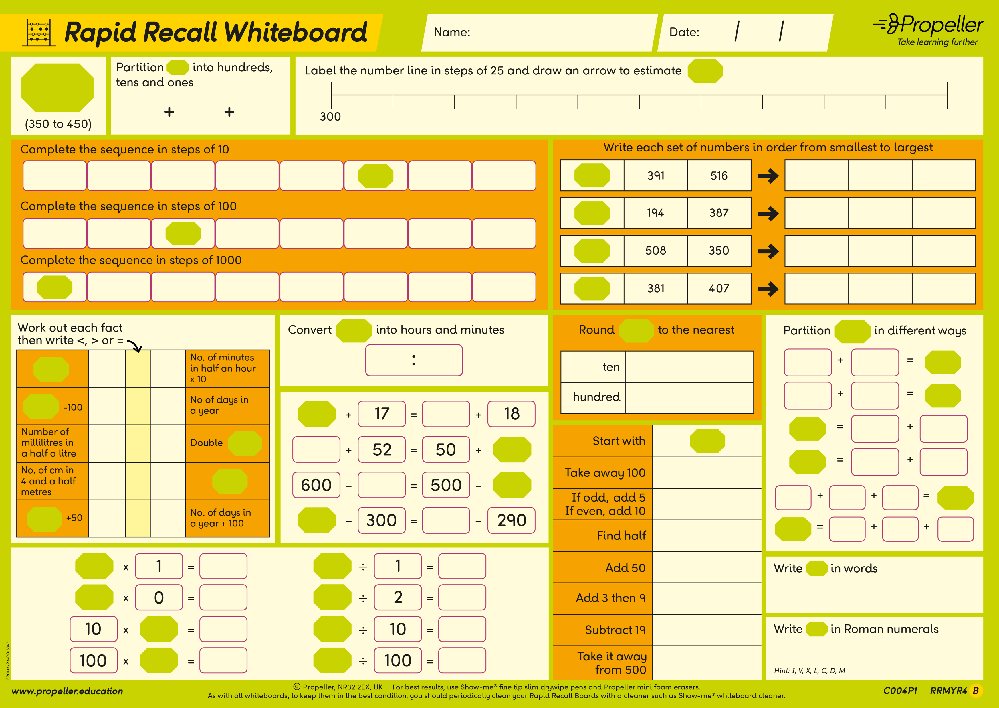 Rapid Recall Whiteboard
Name:
Date: / /
Propeller
Take learning further
(350 to 450)
Partition into hundreds,
tens and ones
+ +
Label the number line in steps of 25 and draw an arrow to estimate
300
Complete the sequence in steps of 10
Complete the sequence in steps of 100
Complete the sequence in steps of 1000
Write each set of numbers in order from smallest to largest
391 516
194 387
508 350
381 407
Work out each fact
then write <, > or =
No. of minutes
in half an hour
x 10
-100
No of days in
a year
Number of
millilitres in
a half a litre
Double
No. of cm in
4 and a half
metres
+50
No. of days in
a year + 100
Convert into hours and minutes
:
+ 17 = + 18
+ 52 = 50 +
600 - = 500 -
- 300 = - 290
Round to the nearest
ten
hundred
Start with
Take away 100
If odd, add 5
If even, add 10
Find half
Add 50
Add 3 then 9
Subtract 19
Take it away
from 500
Partition in different ways
+ =
+ =
= +
= +
+ + =
= + +
Write in words
Write in Roman numerals
Hint: I, V, X, L, C, D, M
x 1 =
x 0 =
10 x =
100 x =
÷ 1 =
÷ 2 =
÷ 10 =
÷ 100 =
EP0133-R3-PO16343
www.propeller.education
© Propeller, NR32 2EX, UK For best results, use Show-me® fine tip slim drywipe pens and Propeller mini foam erasers.
As with all whiteboards, to keep them in the best condition, you should periodically clean your Rapid Recall Boards with a cleaner such as Show-me® whiteboard cleaner.
C004P1 RRMYR4 B